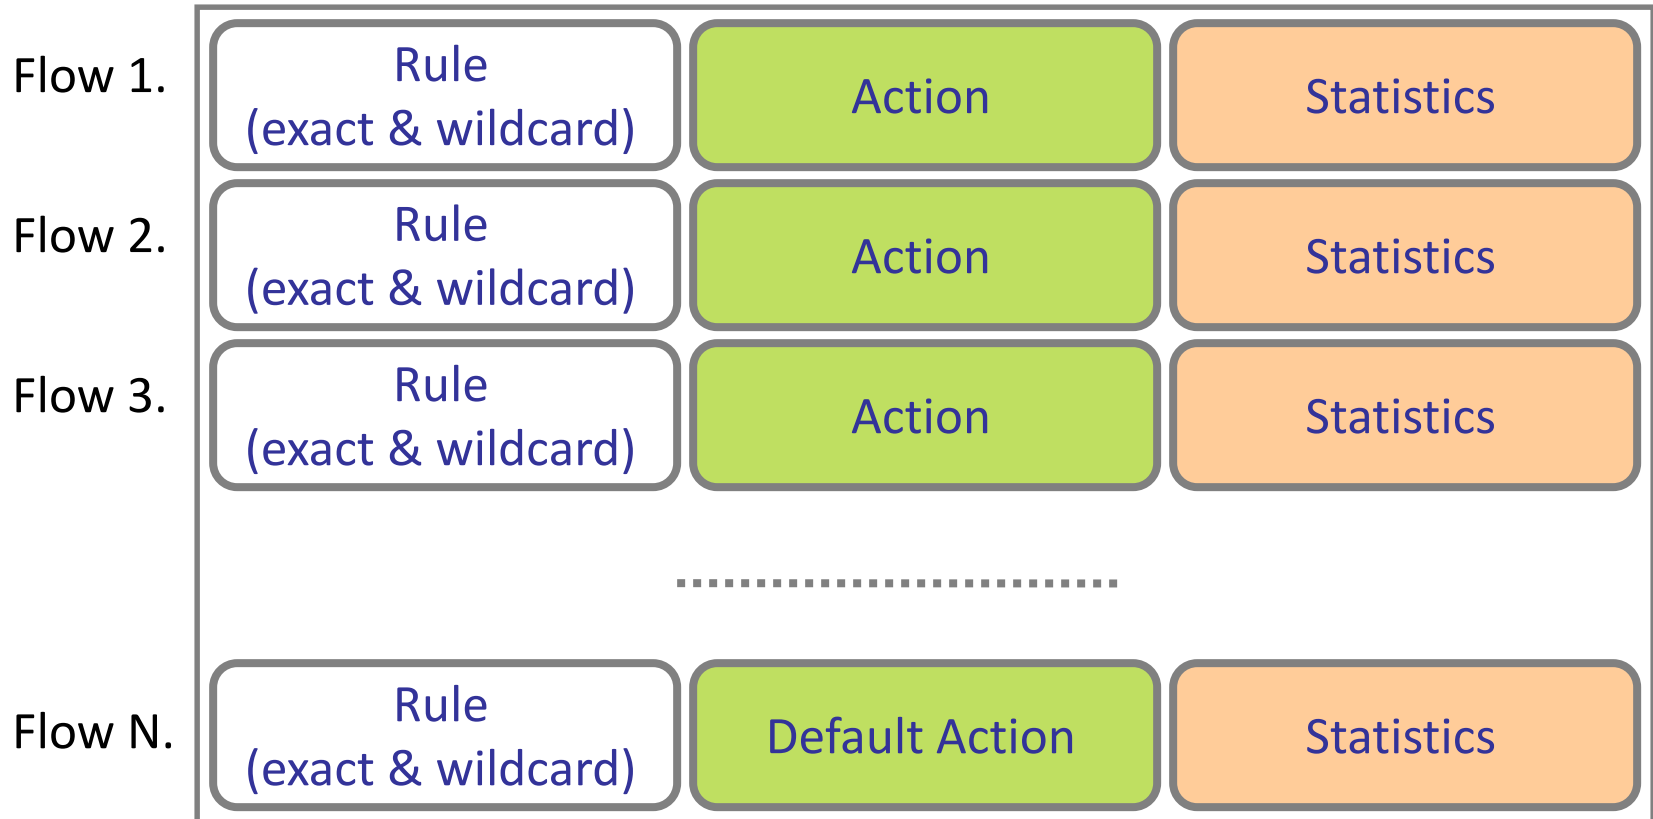 Flow 1.
Rule
(exact & wildcard)
Action
Statistics
Flow 2.
Rule
(exact & wildcard)
Action
Statistics
Flow 3.
Rule
(exact & wildcard)
Action
Statistics
Flow N.
Rule
(exact & wildcard)
Default Action
Statistics